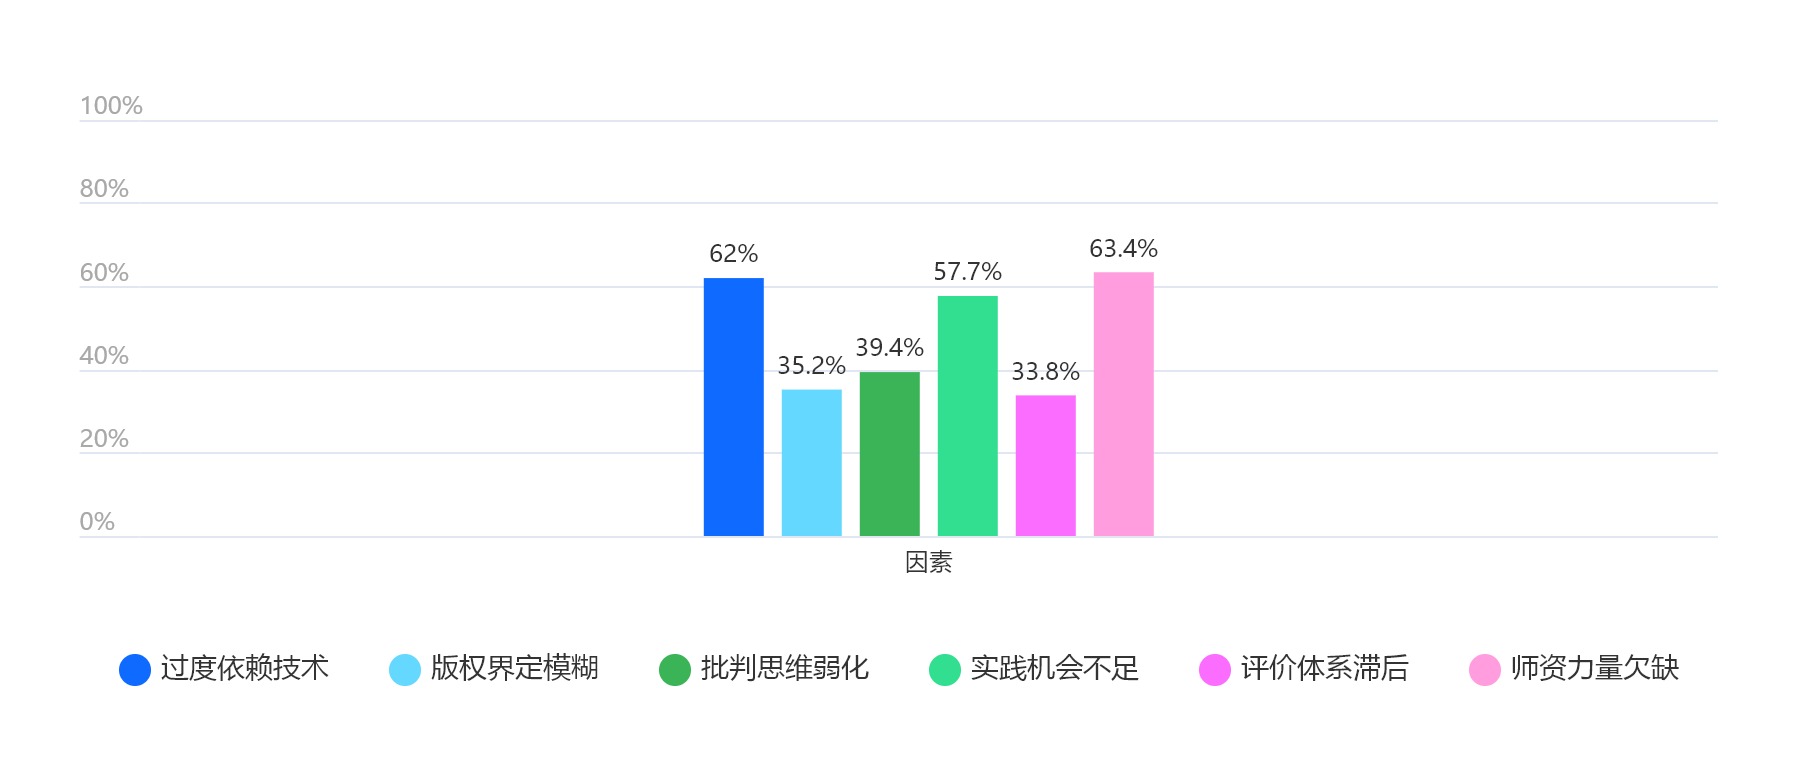 100%
80%
60%
40%
20%
0%
62%
35.2%
39.4%
57.7%
33.8%
63.4%
因素
过度依赖技术
版权界定模糊
批判思维弱化
实践机会不足
评价体系滞后
师资力量欠缺